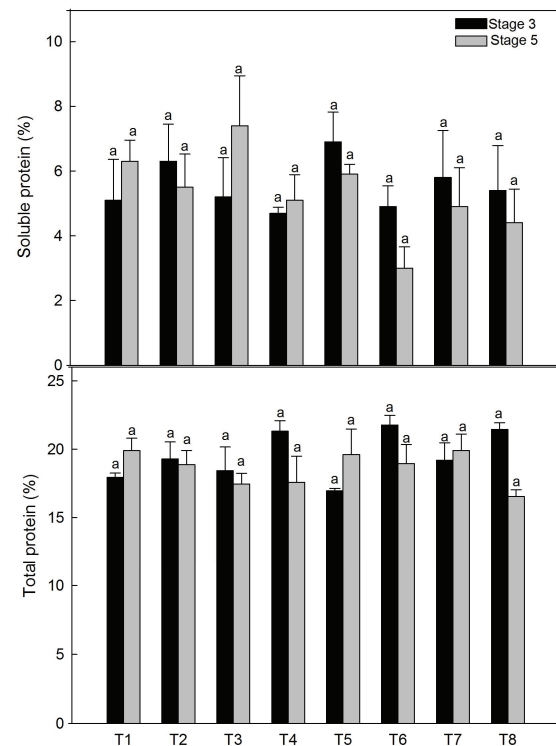 Stage 3
Stage 5
10
8
6
4
2
0
Soluble protein (%)
a a a a a a a a a a a a a a a a
25
20
15
10
5
0
Total protein (%)
a a a a a a a a a a a a a a a a
T1 T2 T3 T4 T5 T6 T7 T8